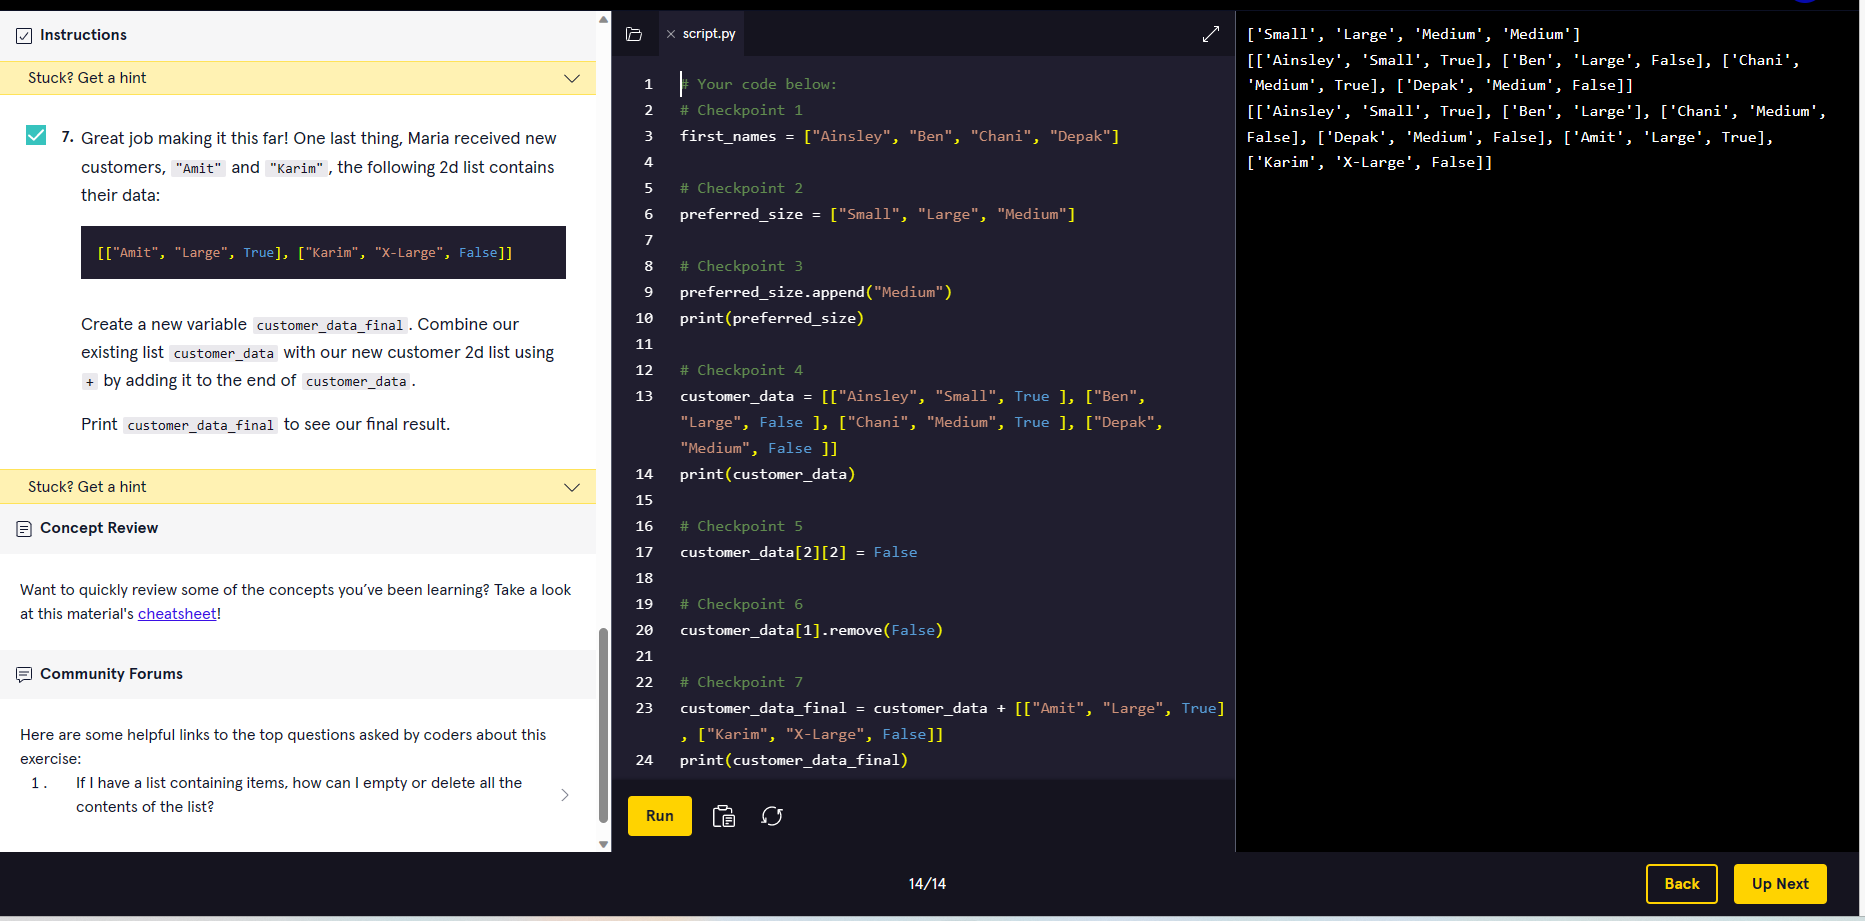 Instructions
Stuck? Get a hint
7. Great job making it this far! One last thing, Maria received new
customers, "Amit" and "Karim", the following 2d list contains
their data:
[["Amit", "Large", True], ["Karim", "X-Large", False]]
Create a new variable customer_data_final. Combine our
existing list customer_data with our new customer 2d list using
+ by adding it to the end of customer_data.
Print customer_data_final to see our final result.
Stuck? Get a hint
Concept Review
Want to quickly review some of the concepts you’ve been learning? Take a look
at this material's cheatsheet!
Community Forums
Here are some helpful links to the top questions asked by coders about this
exercise:
1. If I have a list containing items, how can I empty or delete all the
contents of the list?
script.py
1 # Your code below:
2 # Checkpoint 1
3 first_names = ["Ainsley", "Ben", "Chani", "Depak"]
4
5 # Checkpoint 2
6 preferred_size = ["Small", "Large", "Medium"]
7
8 # Checkpoint 3
9 preferred_size.append("Medium")
10 print(preferred_size)
11
12 # Checkpoint 4
13 customer_data = [["Ainsley", "Small", True ], ["Ben",
"Large", False ], ["Chani", "Medium", True ], ["Depak",
"Medium", False ]]
14 print(customer_data)
15
16 # Checkpoint 5
17 customer_data[2][2] = False
18
19 # Checkpoint 6
20 customer_data[1].remove(False)
21
22 # Checkpoint 7
23 customer_data_final = customer_data + [["Amit", "Large", True]
, ["Karim", "X-Large", False]]
24 print(customer_data_final)
Run
['Small', 'Large', 'Medium', 'Medium']
[['Ainsley', 'Small', True], ['Ben', 'Large', False], ['Chani',
'Medium', True], ['Depak', 'Medium', False]]
[['Ainsley', 'Small', True], ['Ben', 'Large'], ['Chani', 'Medium',
False], ['Depak', 'Medium', False], ['Amit', 'Large', True],
['Karim', 'X-Large', False]]
14/14
Back
Up Next